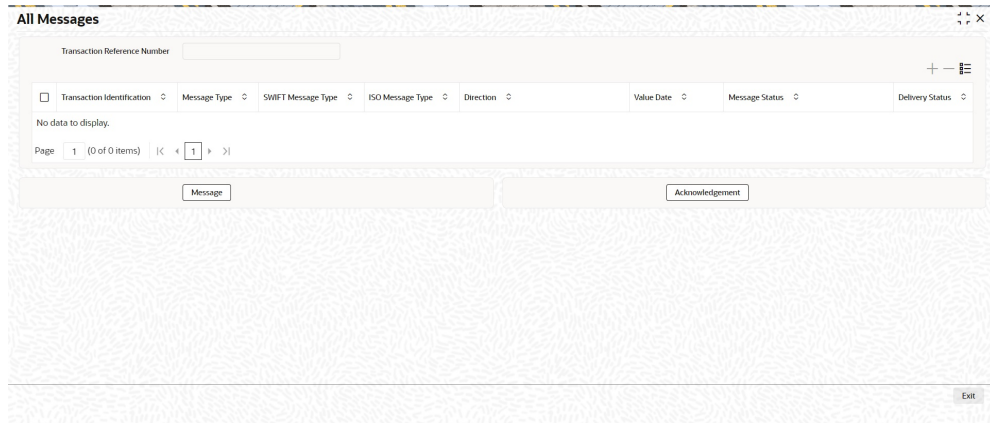 All Messages
Transaction Reference Number
Transaction Identification Message Type SWIFT Message Type ISO Message Type Direction Value Date Message Status Delivery Status
No data to display.
Page 1 (0 of 0 items) 1
Message Acknowledgement
Exit